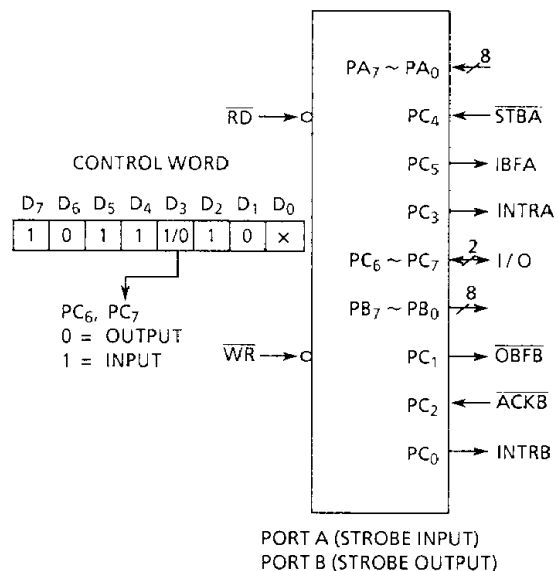 PA₇ ~ PA₀ 8
RD
PC₄ STBA
CONTROL WORD
PC₅ IBFA
D₇ D₆ D₅ D₄ D₃ D₂ D₁ D₀
PC₃ INTRA
1 0 1 1 1/0 1 0 ×
PC₆ ~ PC₇ 2 I/O
PC₆, PC₇
0 = OUTPUT
1 = INPUT
PB₇ ~ PB₀ 8
WR
PC₁ OBFB
PC₂ ACKB
PC₀ INTRB
PORT A (STROBE INPUT)
PORT B (STROBE OUTPUT)